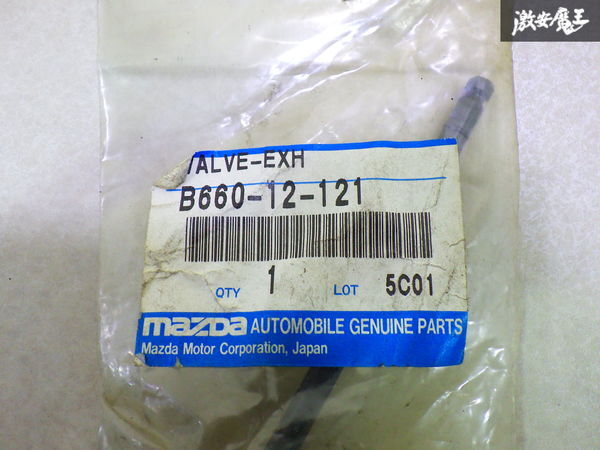 激安魔王
VALVE-EXH
B660-12-121
QTY 1 LOT 5C01
mazda AUTOMOBILE GENUINE PARTS
Mazda Motor Corporation, Japan